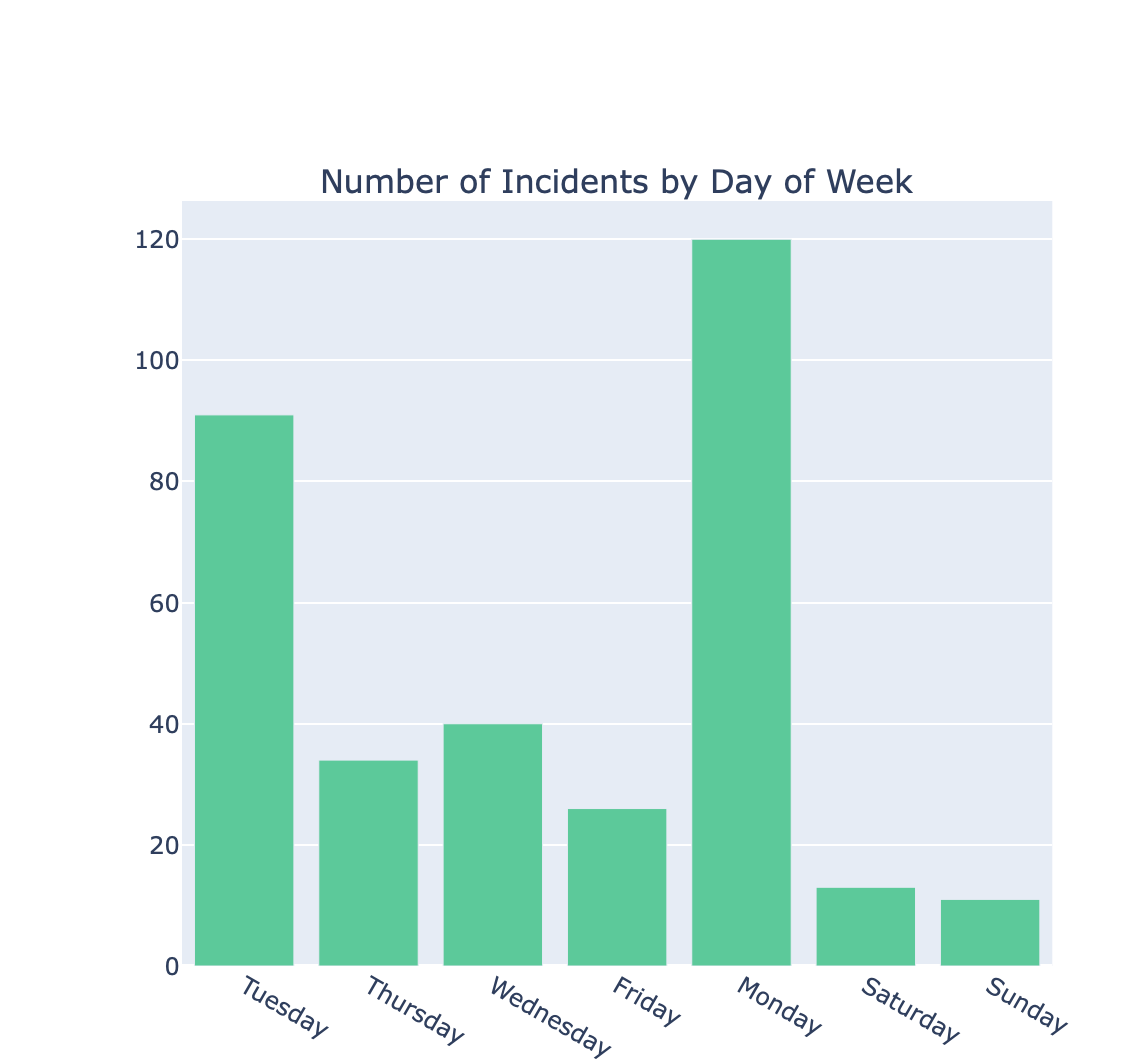 Number of Incidents by Day of Week
120
100
80
60
40
20
0
Tuesday
Thursday
Wednesday
Friday
Monday
Saturday
Sunday